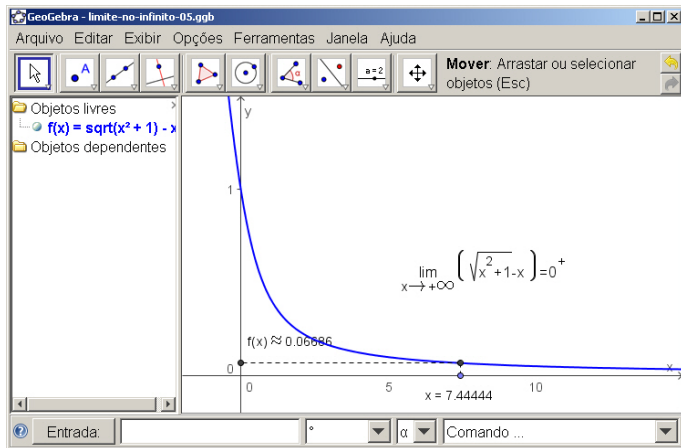 GeoGebra - limite-no-infinito-05.ggb
Arquivo Editar Exibir Opções Ferramentas Janela Ajuda
A
a=2
Mover: Arrastar ou selecionar
objetos (Esc)
Objetos livres
f(x) = sqrt(x² + 1) - x
Objetos dependentes
y
1
lim (√x²+1-x)=0⁺
x→+∞
f(x) ≈ 0.06686
0
x
0 5 10
x = 7.44444
Entrada:
° α Comando ...